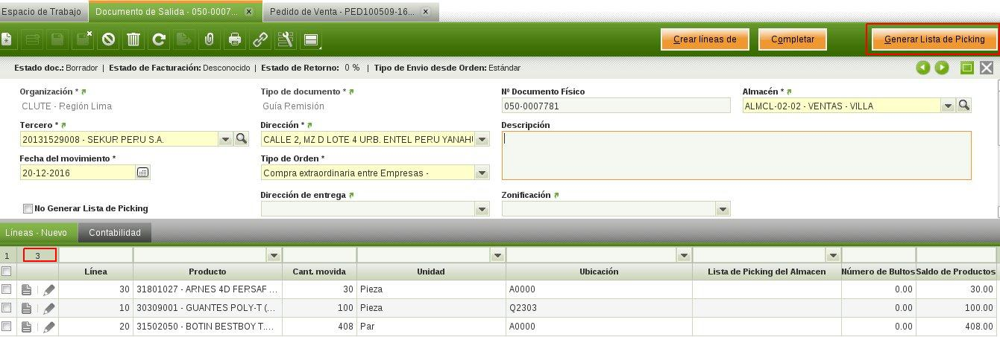 Espacio de Trabajo Documento de Salida - 050-0007... Pedido de Venta - PED100509-16...
Crear líneas de Completar Generar Lista de Picking
Estado doc.: Borrador | Estado de Facturación: Desconocido | Estado de Retorno: 0 % | Tipo de Envio desde Orden: Estándar
Organización * Tipo de documento * Nº Documento Físico Almacén *
CLUTE - Región Lima Guía Remisión 050-0007781 ALMCL-02-02 - VENTAS - VILLA
Tercero * Dirección * Descripción
20131529008 - SEKUR PERU S.A. CALLE 2, MZ D LOTE 4 URB. ENTEL PERU YANAHU
Fecha del movimiento * Tipo de Orden *
20-12-2016 Compra extraordinaria entre Empresas -
Dirección de entrega Zonificación
No Generar Lista de Picking
Líneas - Nuevo Contabilidad
1 3
Línea Producto Cant. movida Unidad Ubicación Lista de Picking del Almacen Número de Bultos Saldo de Productos
30 31801027 - ARNES 4D FERSAF ... 30 Pieza A0000 0.00 30.00
10 30309001 - GUANTES POLY-T (... 100 Pieza Q2303 0.00 100.00
20 31502050 - BOTIN BESTBOY T.... 408 Par A0000 0.00 408.00